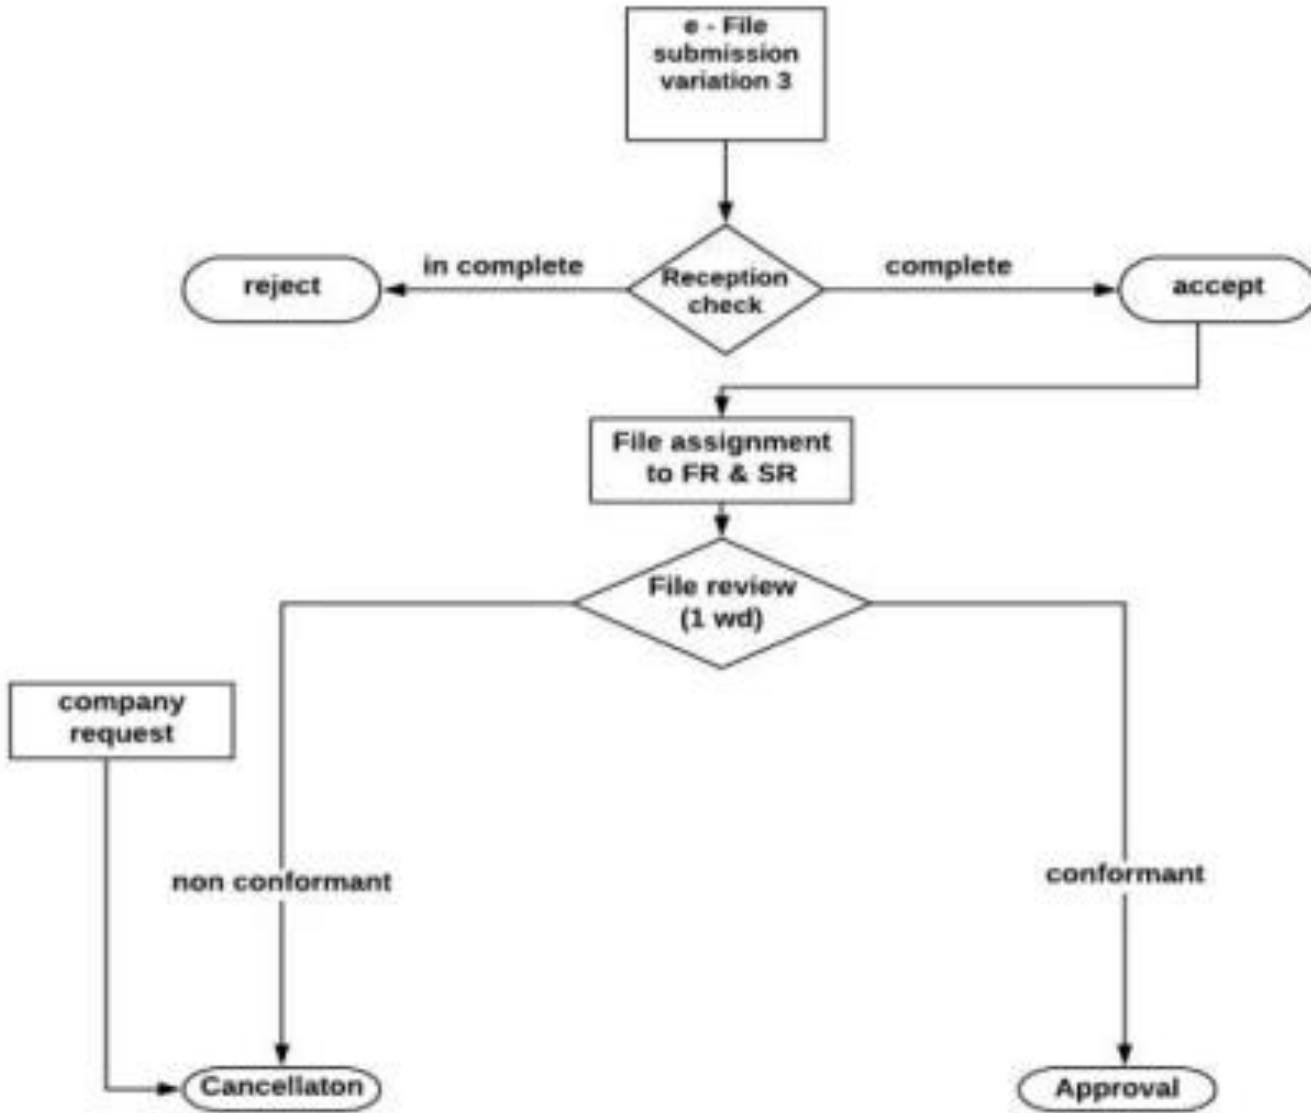 e - File
submission
variation 3
in complete
complete
reject
Reception
check
accept
File assignment
to FR & SR
File review
(1 wd)
company
request
non conformant
conformant
Cancellaton
Approval